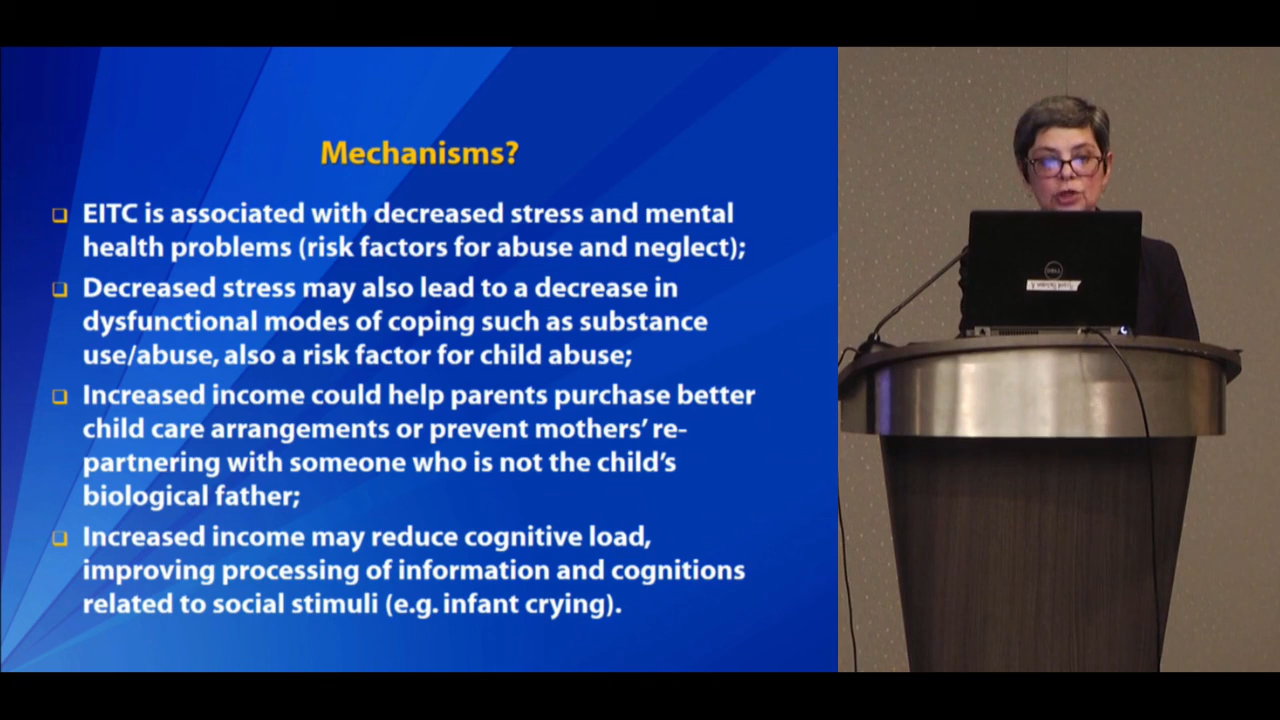 Mechanisms?
❑ EITC is associated with decreased stress and mental
health problems (risk factors for abuse and neglect);
❑ Decreased stress may also lead to a decrease in
dysfunctional modes of coping such as substance
use/abuse, also a risk factor for child abuse;
❑ Increased income could help parents purchase better
child care arrangements or prevent mothers’ re-
partnering with someone who is not the child’s
biological father;
❑ Increased income may reduce cognitive load,
improving processing of information and cognitions
related to social stimuli (e.g. infant crying).
DELL